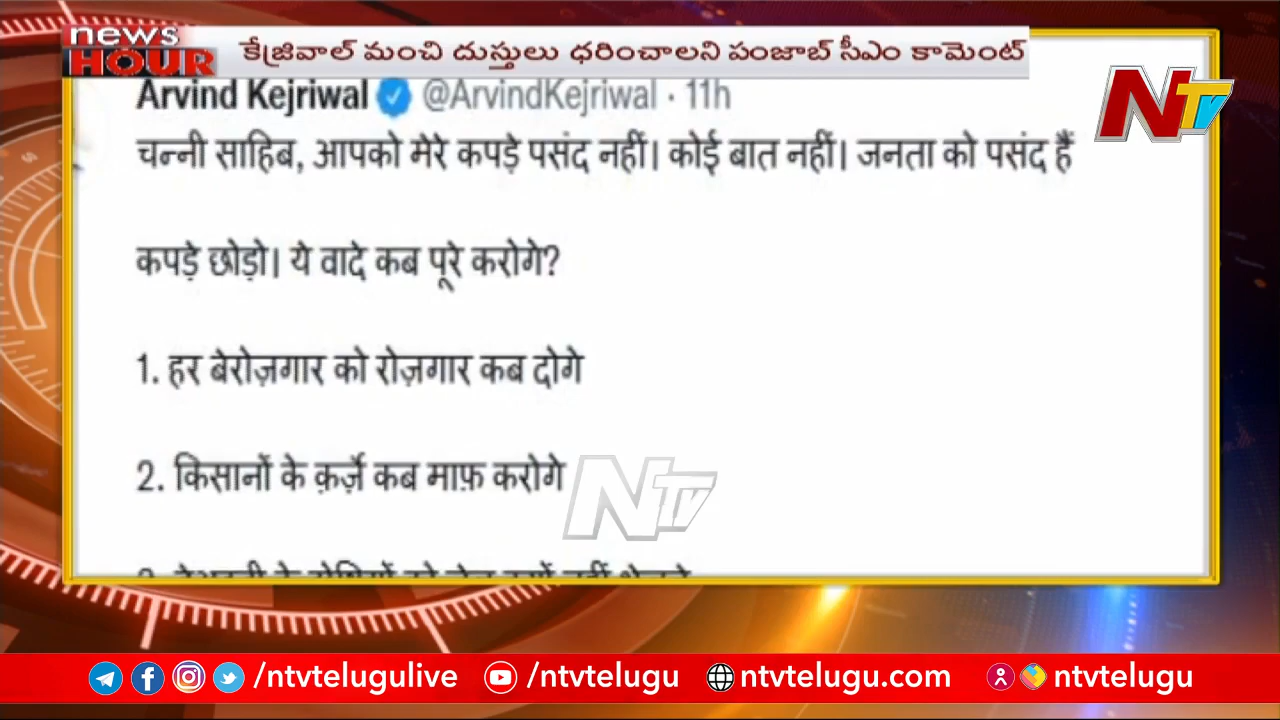 news
HOUR
కేజ్రివాల్ మంచి దుస్తులు ధరించాలని పంజాబ్ సీఎం కామెంట్
NTV
Arvind Kejriwal @ArvindKejriwal · 11h
चन्नी साहिब, आपको मेरे कपड़े पसंद नहीं। कोई बात नहीं। जनता को पसंद हैं
कपड़े छोड़ो। ये वादे कब पूरे करोगे?
1. हर बेरोज़गार को रोज़गार कब दोगे
2. किसानों के क़र्ज़े कब माफ़ करोगे
NTV
/ntvtelugulive
/ntvtelugu
ntvtelugu.com
ntvtelugu